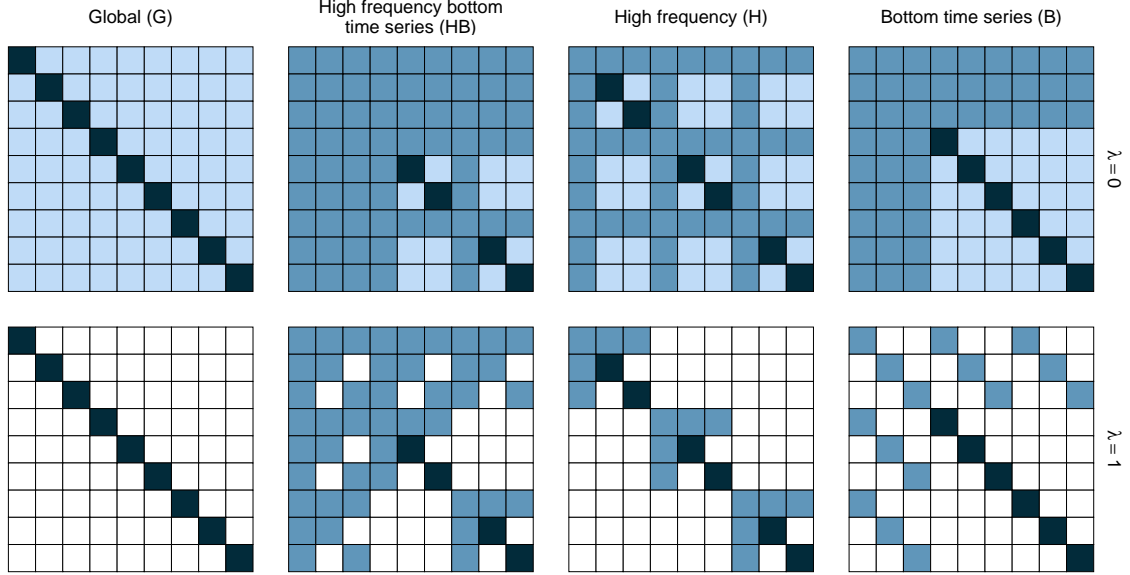 Global (G)
High frequency bottom
time series (HB)
High frequency (H)
Bottom time series (B)
λ = 0
λ = 1